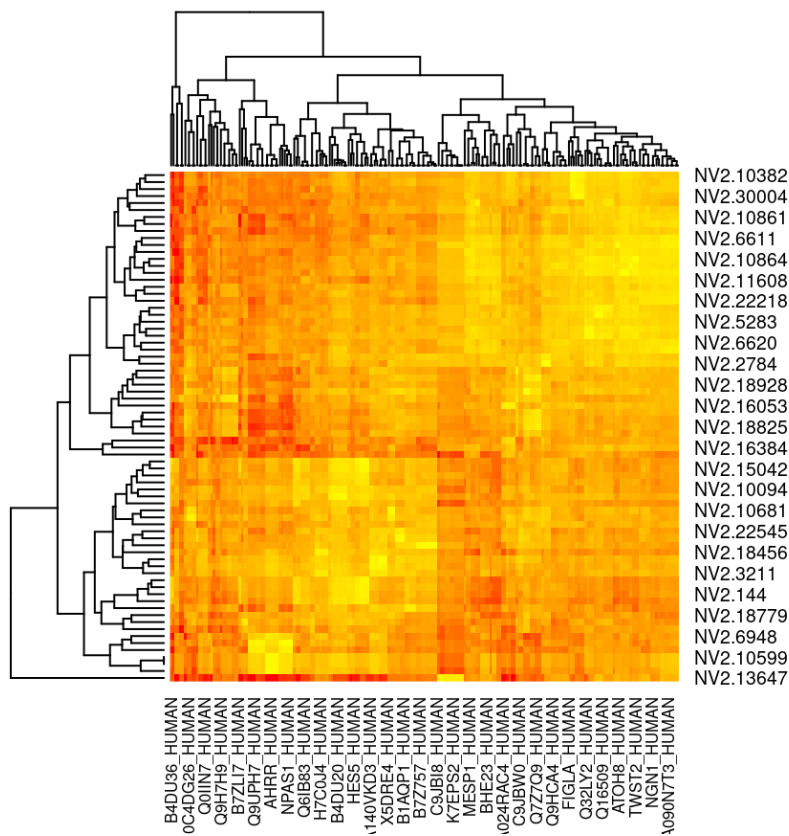 NV2.10382
NV2.30004
NV2.10861
NV2.6611
NV2.10864
NV2.11608
NV2.22218
NV2.5283
NV2.6620
NV2.2784
NV2.18928
NV2.16053
NV2.18825
NV2.16384
NV2.15042
NV2.10094
NV2.10681
NV2.22545
NV2.18456
NV2.3211
NV2.144
NV2.18779
NV2.6948
NV2.10599
NV2.13647
B4DU36_HUMAN
0C4DG26_HUMAN
Q0IIN7_HUMAN
Q9H7H9_HUMAN
B7ZLI7_HUMAN
Q9UPH7_HUMAN
AHRR_HUMAN
NPAS1_HUMAN
Q6IB83_HUMAN
H7C0J4_HUMAN
B4DU20_HUMAN
HES5_HUMAN
A140VKD3_HUMAN
X5DRE4_HUMAN
B1AQP1_HUMAN
B7Z757_HUMAN
C9JBI8_HUMAN
K7EPS2_HUMAN
MESP1_HUMAN
BHE23_HUMAN
A024RAC4_HUMAN
C9JBW0_HUMAN
Q7Z7Q9_HUMAN
Q9HCA4_HUMAN
FIGLA_HUMAN
Q32LY2_HUMAN
Q16509_HUMAN
ATOH8_HUMAN
TWST2_HUMAN
NGN1_HUMAN
A090N7T3_HUMAN